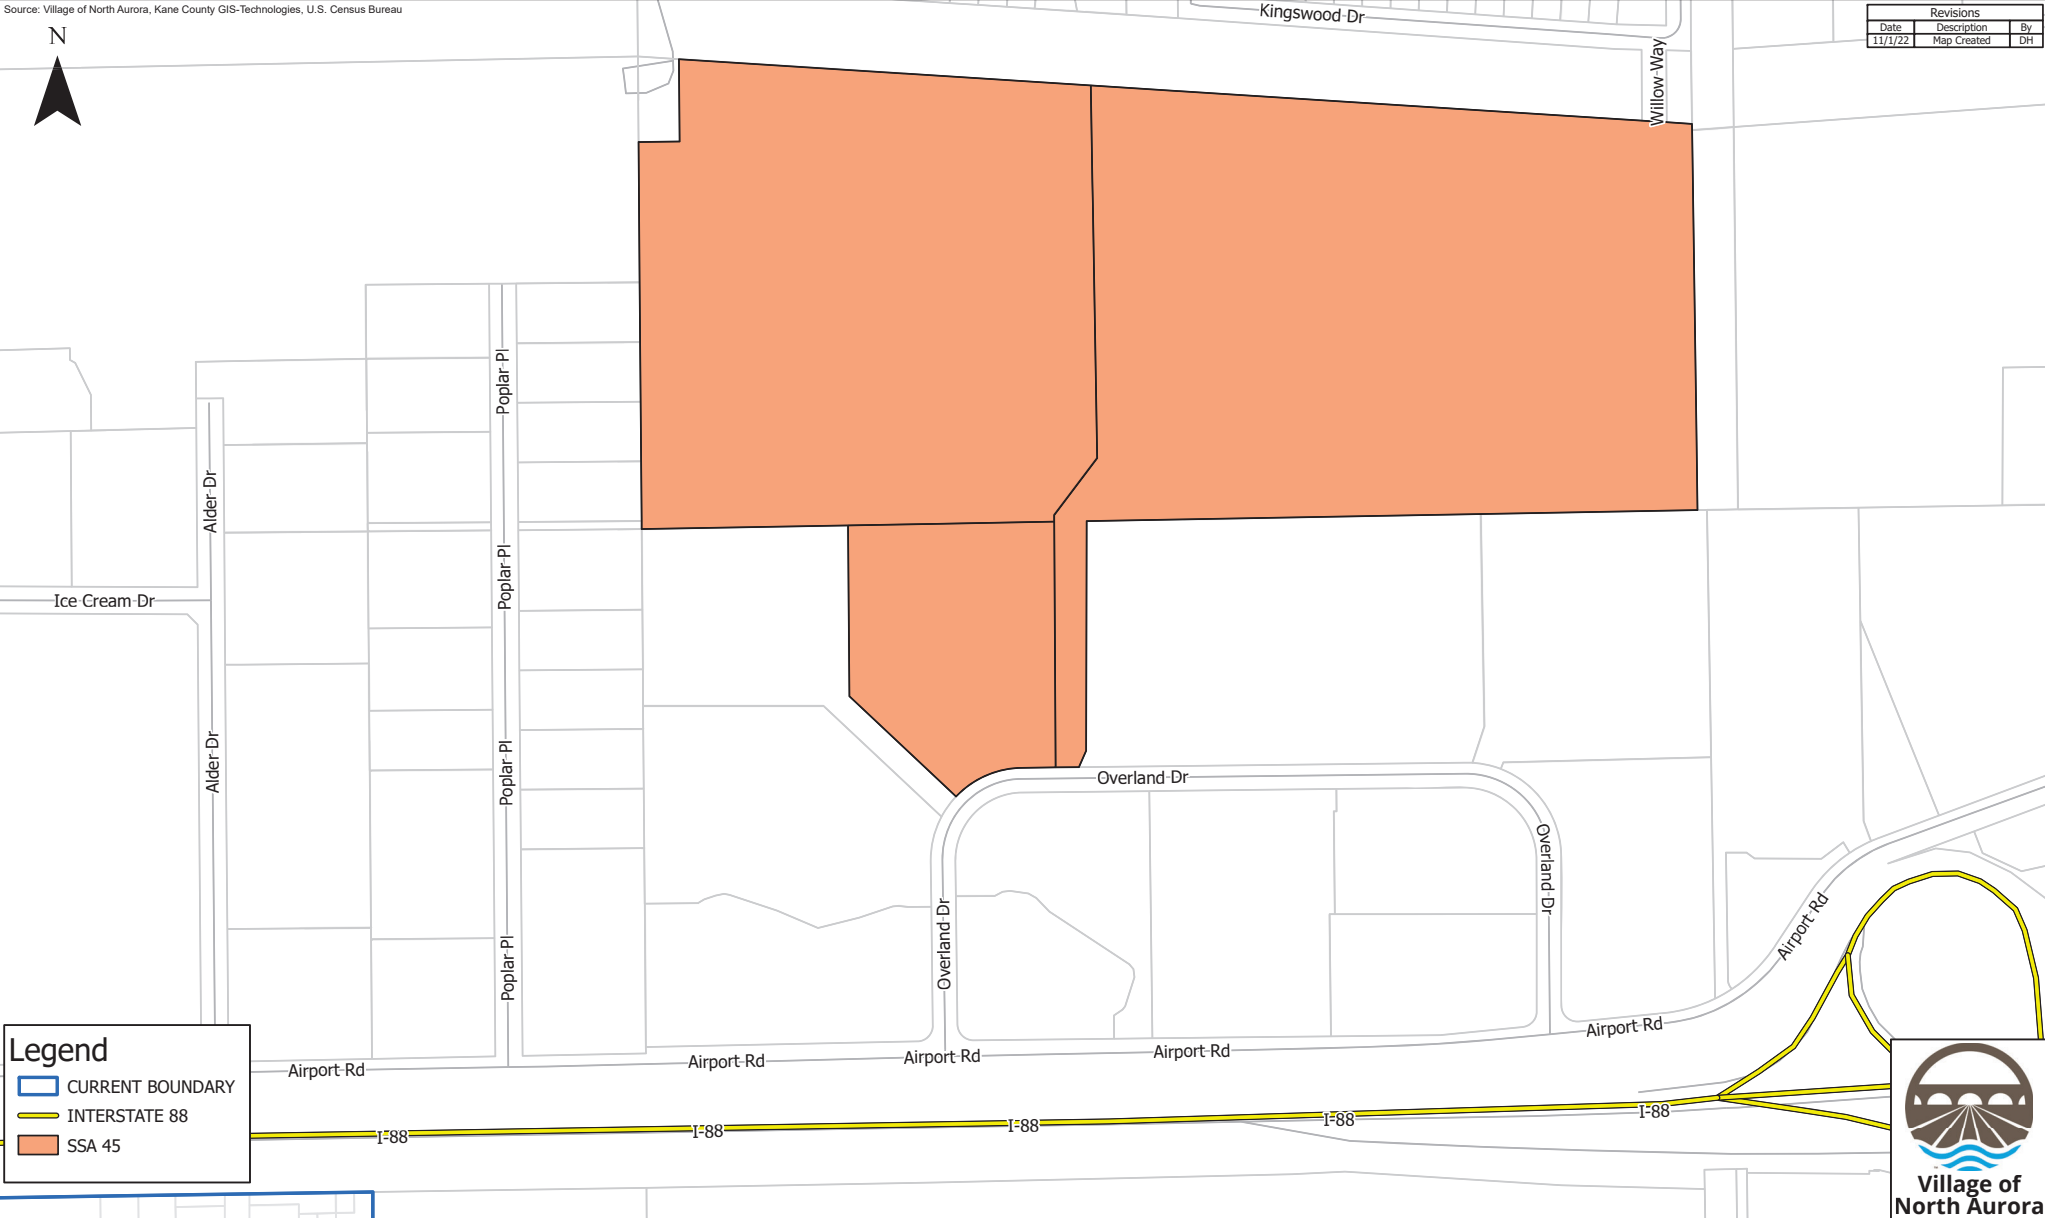 Source: Village of North Aurora, Kane County GIS-Technologies, U.S. Census Bureau
N
Kingswood Dr
Willow Way
Revisions
Date Description By
11/1/22 Map Created DH
Poplar Pl
Alder Dr
Poplar Pl
Ice Cream Dr
Alder Dr
Poplar Pl
Overland Dr
Overland Dr
Overland Dr
Poplar Pl
Airport Rd
Airport Rd
Airport Rd
Airport Rd
Airport Rd
Airport Rd
I-88
I-88
I-88
I-88
I-88
Legend
CURRENT BOUNDARY
INTERSTATE 88
SSA 45
Village of
North Aurora